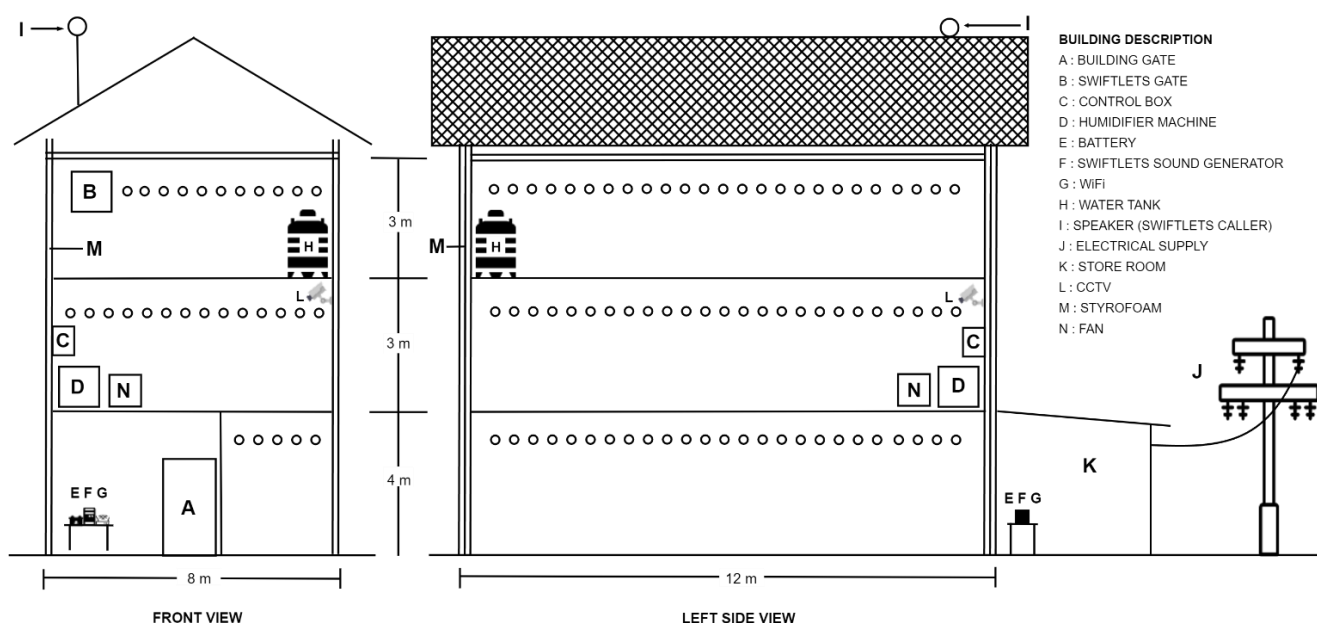 I
B
M
H
L
C
D
N
E F G
A
8 m
FRONT VIEW
3 m
3 m
4 m
I
M
H
L
C
N
D
E F G
K
J
12 m
LEFT SIDE VIEW
BUILDING DESCRIPTION
A : BUILDING GATE
B : SWIFTLETS GATE
C : CONTROL BOX
D : HUMIDIFIER MACHINE
E : BATTERY
F : SWIFTLETS SOUND GENERATOR
G : WiFi
H : WATER TANK
I : SPEAKER (SWIFTLETS CALLER)
J : ELECTRICAL SUPPLY
K : STORE ROOM
L : CCTV
M : STYROFOAM
N : FAN